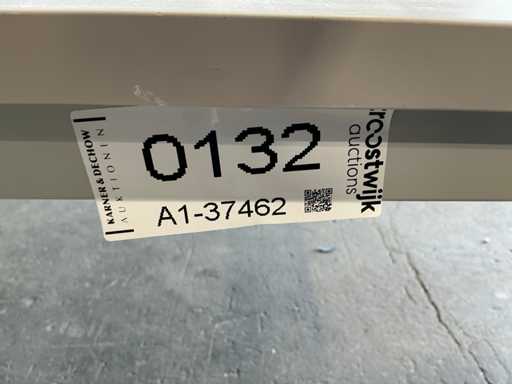 KARNER & DECHOW
AUKTIONEN
0132
A1-37462
troostwijk
auctions